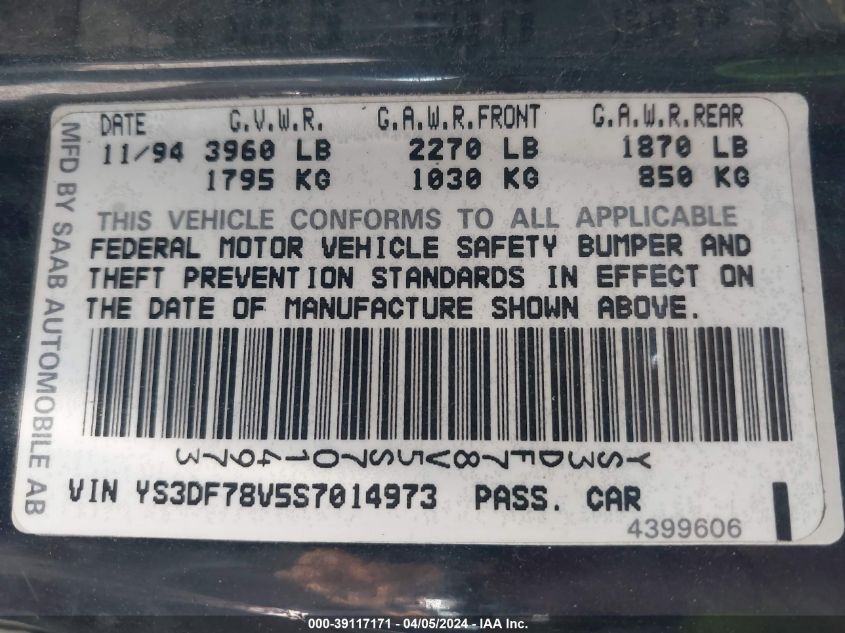 DATE G.V.W.R. G.A.W.R.FRONT G.A.W.R.REAR
11/94 3960 LB 2270 LB 1870 LB
1795 KG 1030 KG 850 KG
THIS VEHICLE CONFORMS TO ALL APPLICABLE
FEDERAL MOTOR VEHICLE SAFETY BUMPER AND
THEFT PREVENTION STANDARDS IN EFFECT ON
THE DATE OF MANUFACTURE SHOWN ABOVE.
YS3DF78V5S7014973
VIN YS3DF78V5S7014973 PASS. CAR
4399606
MFD BY SAAB AUTOMOBILE AB
000-39117171 | 04/05/2024 - IAA Inc.